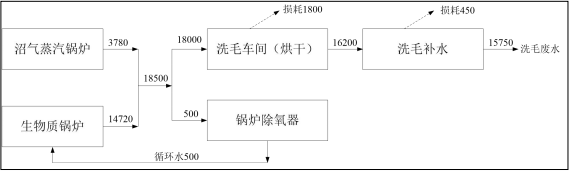 损耗1800
损耗450
沼气蒸汽锅炉
3780
18000
洗毛车间（烘干）
16200
洗毛补水
15750
洗毛废水
18500
生物质锅炉
14720
500
锅炉除氧器
循环水500